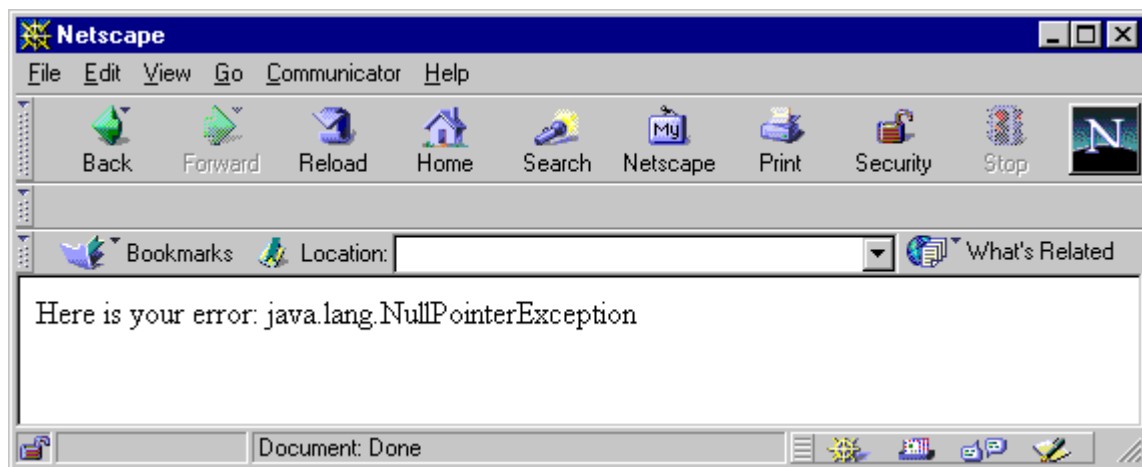 Netscape
File Edit View Go Communicator Help
Back Forward Reload Home Search My Netscape Print Security Stop N
Bookmarks Location: What's Related
Here is your error: java.lang.NullPointerException
Document: Done